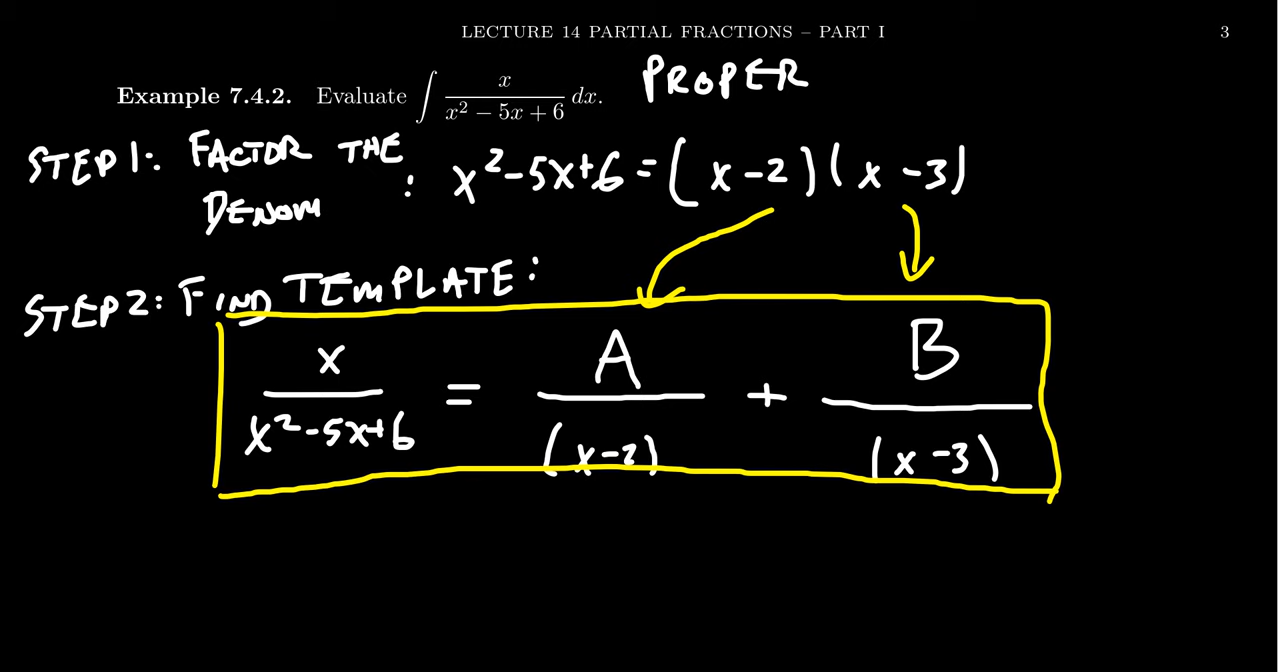 LECTURE 14 PARTIAL FRACTIONS – PART I 3
Example 7.4.2. Evaluate ∫ x/(x² − 5x + 6) dx. PROPER
STEP 1: FACTOR THE DENOM : x²-5x+6=(x-2)(x-3)
STEP 2: FIND TEMPLATE:
x/(x²-5x+6) = A/(x-2) + B/(x-3)